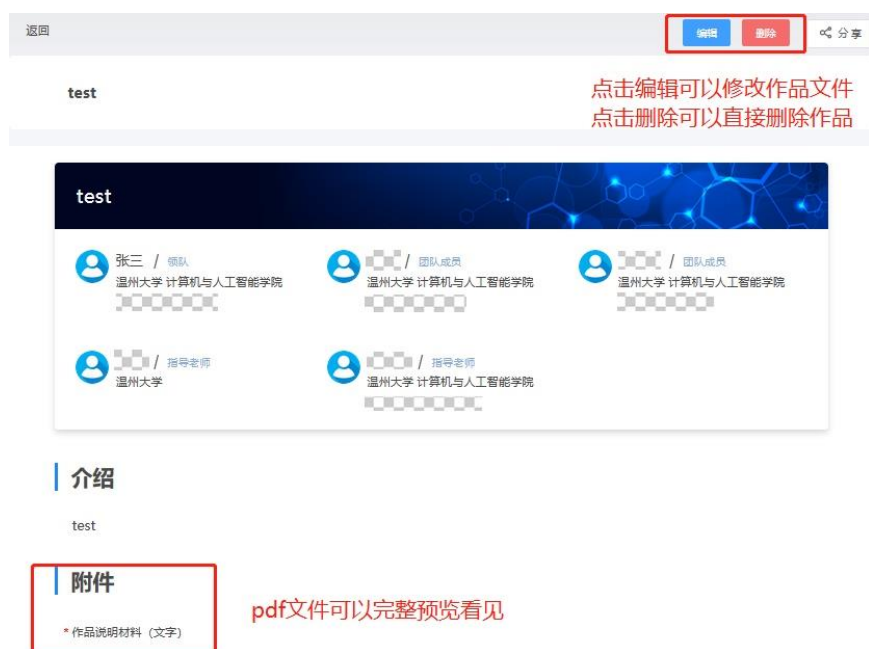 返回
编辑 删除 分享
test
点击编辑可以修改作品文件
点击删除可以直接删除作品
test
张三 / 领队
温州大学 计算机与人工智能学院
/ 团队成员
温州大学 计算机与人工智能学院
/ 团队成员
温州大学 计算机与人工智能学院
/ 指导老师
温州大学
/ 指导老师
温州大学 计算机与人工智能学院
介绍
test
附件
pdf文件可以完整预览看见
* 作品说明材料（文字）